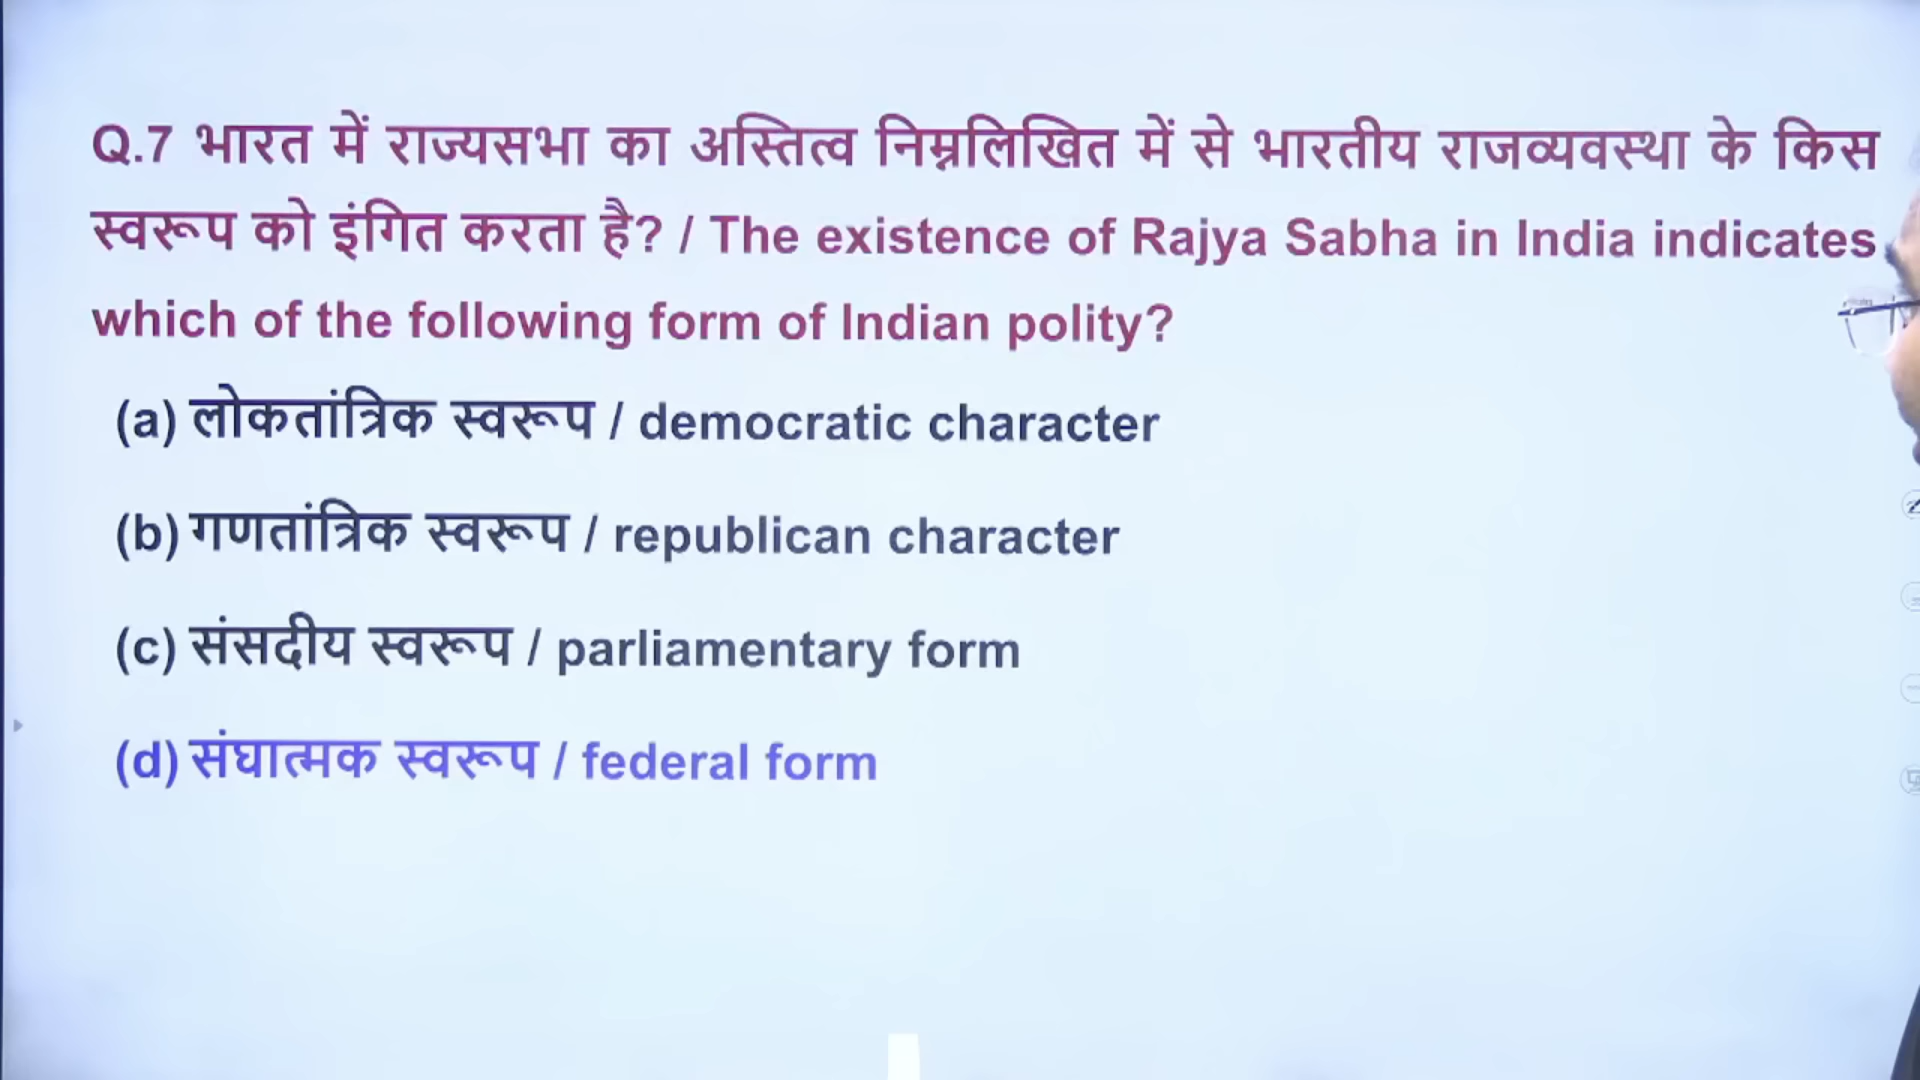 Q.7 भारत में राज्यसभा का अस्तित्व निम्नलिखित में से भारतीय राजव्यवस्था के किस
स्वरूप को इंगित करता है? / The existence of Rajya Sabha in India indicates
which of the following form of Indian polity?
(a) लोकतांत्रिक स्वरूप / democratic character
(b) गणतांत्रिक स्वरूप / republican character
(c) संसदीय स्वरूप / parliamentary form
(d) संघात्मक स्वरूप / federal form